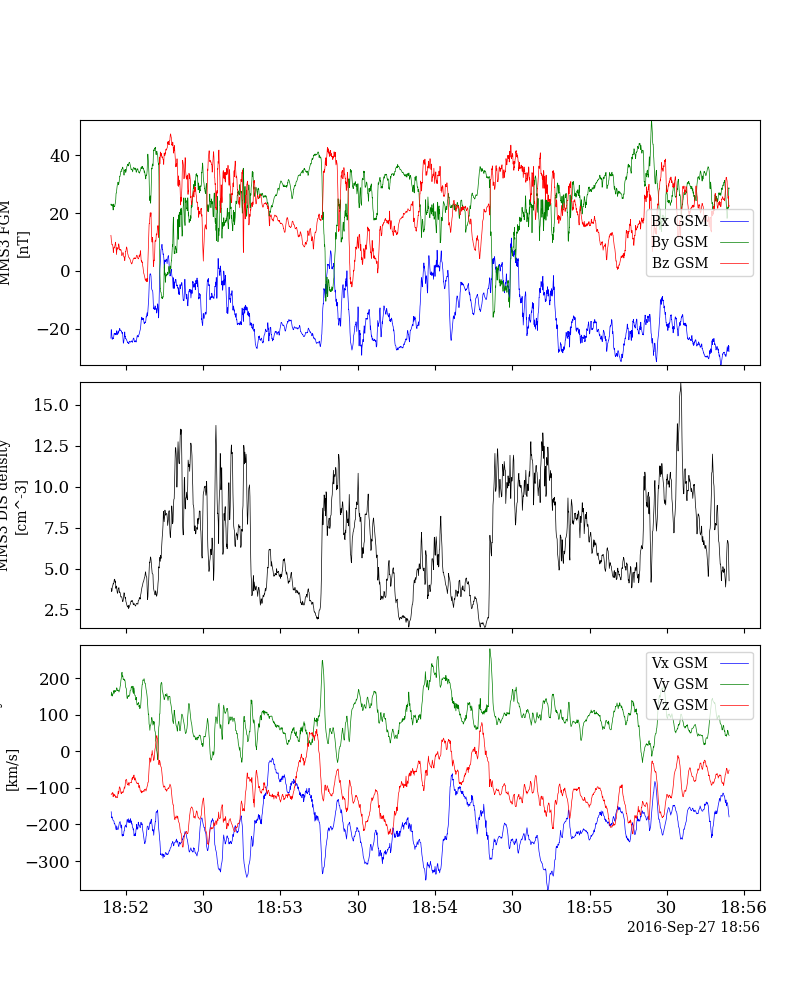 40
20
0
−20
MMS3 FGM
[nT]
Bx GSM
By GSM
Bz GSM
15.0
12.5
10.0
7.5
5.0
2.5
MMS3 DIS density
[cm^-3]
200
100
0
−100
−200
−300
[km/s]
Vx GSM
Vy GSM
Vz GSM
18:52 30 18:53 30 18:54 30 18:55 30 18:56
2016-Sep-27 18:56